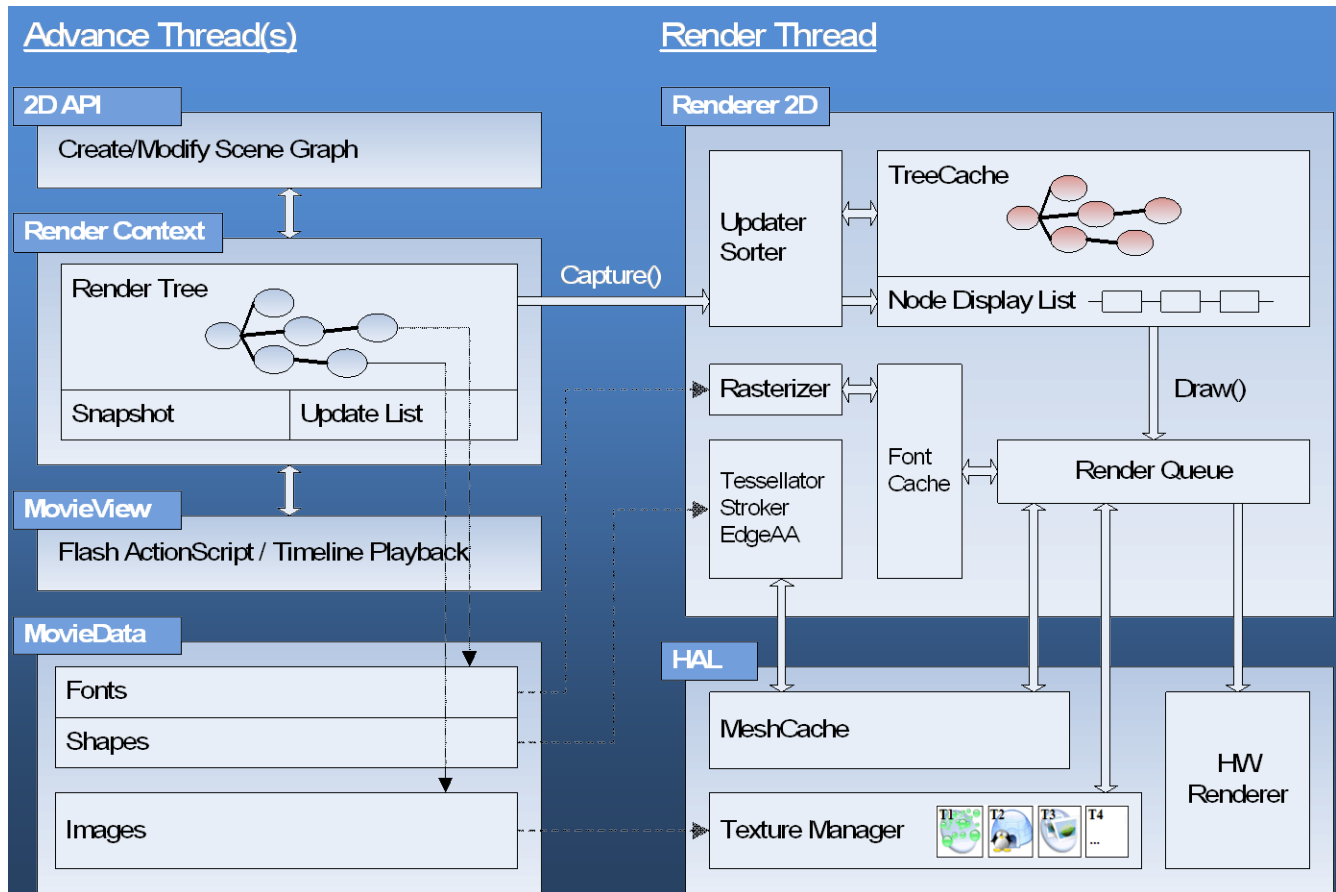 Advance Thread(s)
2D API
Create/Modify Scene Graph
Render Context
Render Tree
Snapshot
Update List
MovieView
Flash ActionScript / Timeline Playback
MovieData
Fonts
Shapes
Images
Capture()
Render Thread
Renderer 2D
Updater
Sorter
TreeCache
Node Display List
Draw()
Rasterizer
Tessellator
Stroker
EdgeAA
Font
Cache
Render Queue
HAL
MeshCache
Texture Manager
T1
T2
T3
T4
...
HW
Renderer